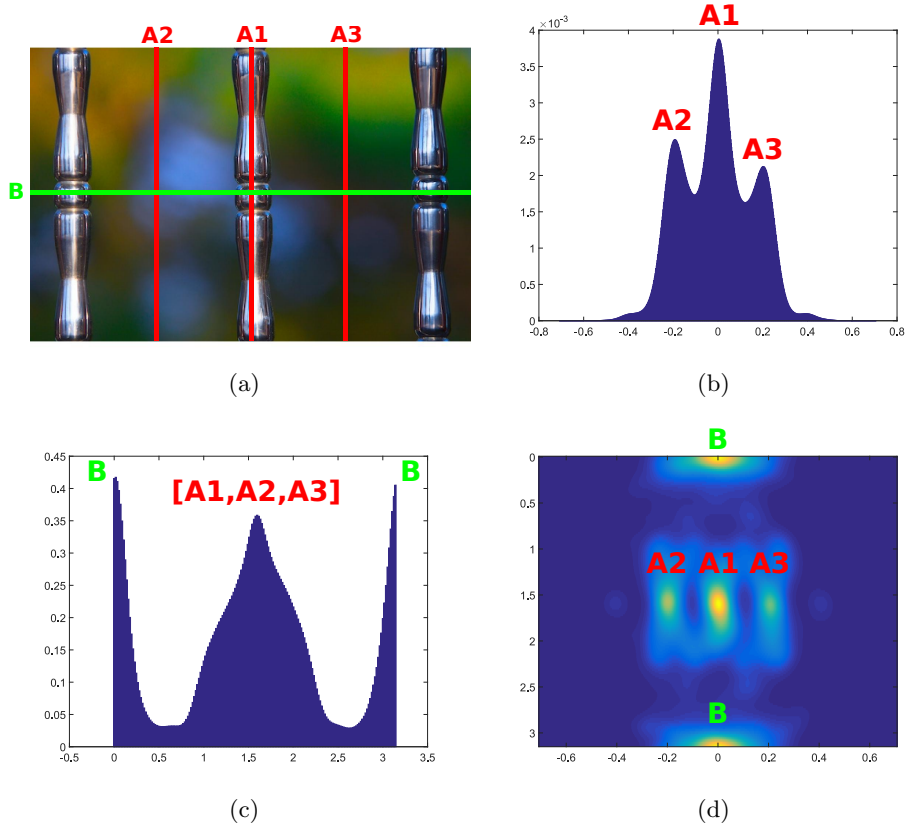 A2 A1 A3
B
(a)
×10⁻³
A1
A2
A3
4
3.5
3
2.5
2
1.5
1
0.5
0
-0.8 -0.6 -0.4 -0.2 0 0.2 0.4 0.6 0.8
(b)
0.45
0.4
0.35
0.3
0.25
0.2
0.15
0.1
0.05
0
B B
[A1,A2,A3]
-0.5 0 0.5 1 1.5 2 2.5 3 3.5
(c)
B
0
0.5
1
A2 A1 A3
1.5
2
2.5
B
3
-0.6 -0.4 -0.2 0 0.2 0.4 0.6
(d)